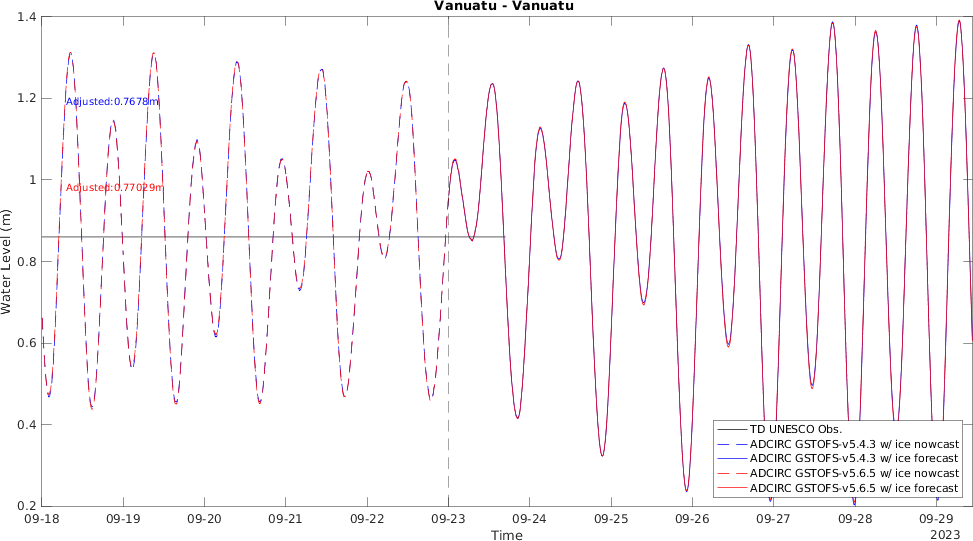 Vanuatu - Vanuatu
1.4
1.2
1
0.8
0.6
0.4
0.2
Water Level (m)
Adjusted:0.7678m
Adjusted:0.77029m
TD UNESCO Obs.
ADCIRC GSTOFS-v5.4.3 w/ ice nowcast
ADCIRC GSTOFS-v5.4.3 w/ ice forecast
ADCIRC GSTOFS-v5.6.5 w/ ice nowcast
ADCIRC GSTOFS-v5.6.5 w/ ice forecast
09-18 09-19 09-20 09-21 09-22 09-23 09-24 09-25 09-26 09-27 09-28 09-29
2023
Time